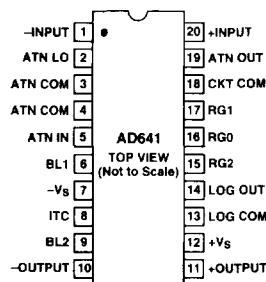 –INPUT 1 20 +INPUT
ATN LO 2 19 ATN OUT
ATN COM 3 18 CKT COM
ATN COM 4 17 RG1
ATN IN 5 AD641 16 RG0
BL1 6 TOP VIEW 15 RG2
(Not to Scale)
–VS 7 14 LOG OUT
ITC 8 13 LOG COM
BL2 9 12 +VS
–OUTPUT 10 11 +OUTPUT